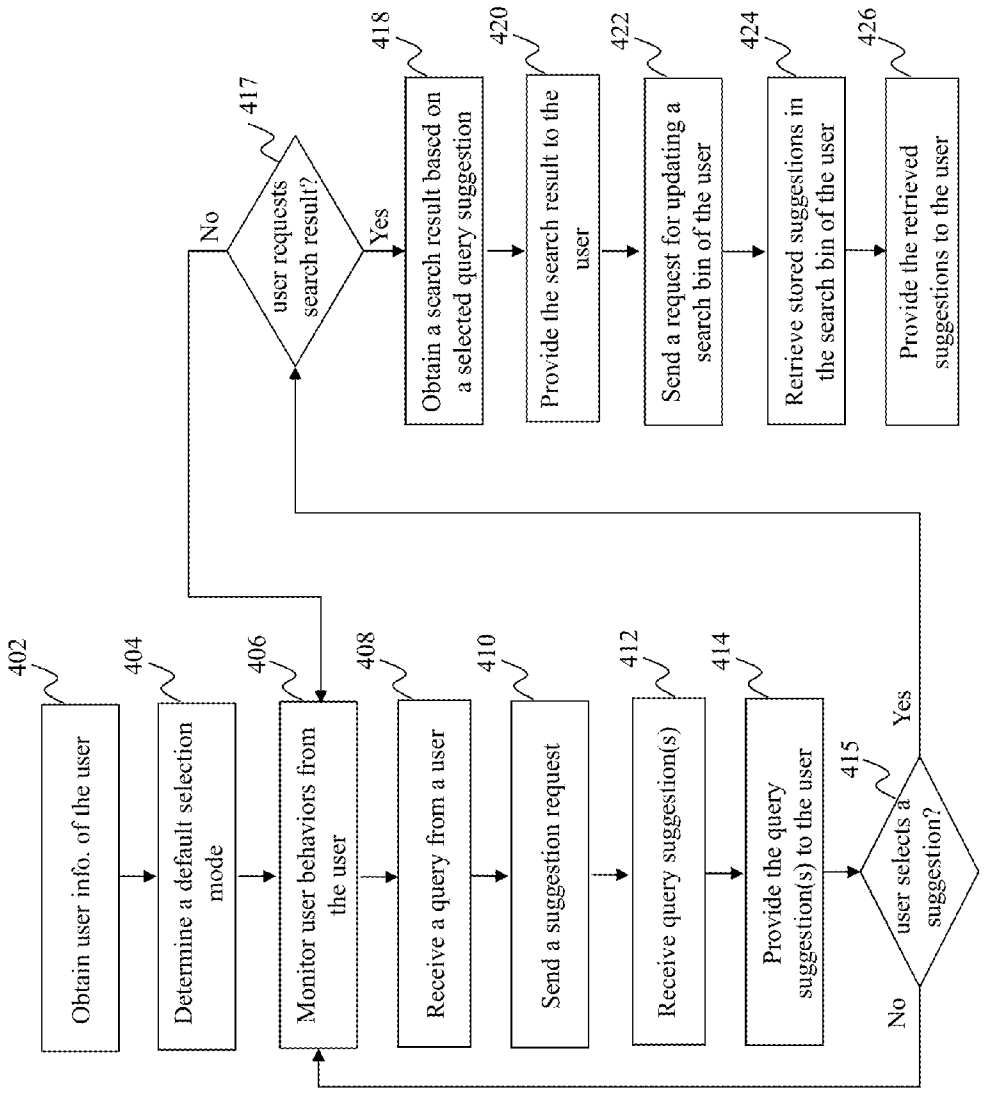 402
Obtain user info. of the user
404
Determine a default selection
mode
406
Monitor user behaviors from
the user
408
Receive a query from a user
410
Send a suggestion request
412
Receive query suggestion(s)
414
Provide the query
suggestion(s) to the user
415
user selects a
suggestion?
No
Yes
417
user requests
search result?
No
Yes
418
Obtain a search result based on
a selected query suggestion
420
Provide the search result to the
user
422
Send a request for updating a
search bin of the user
424
Retrieve stored suggestions in
the search bin of the user
426
Provide the retrieved
suggestions to the user